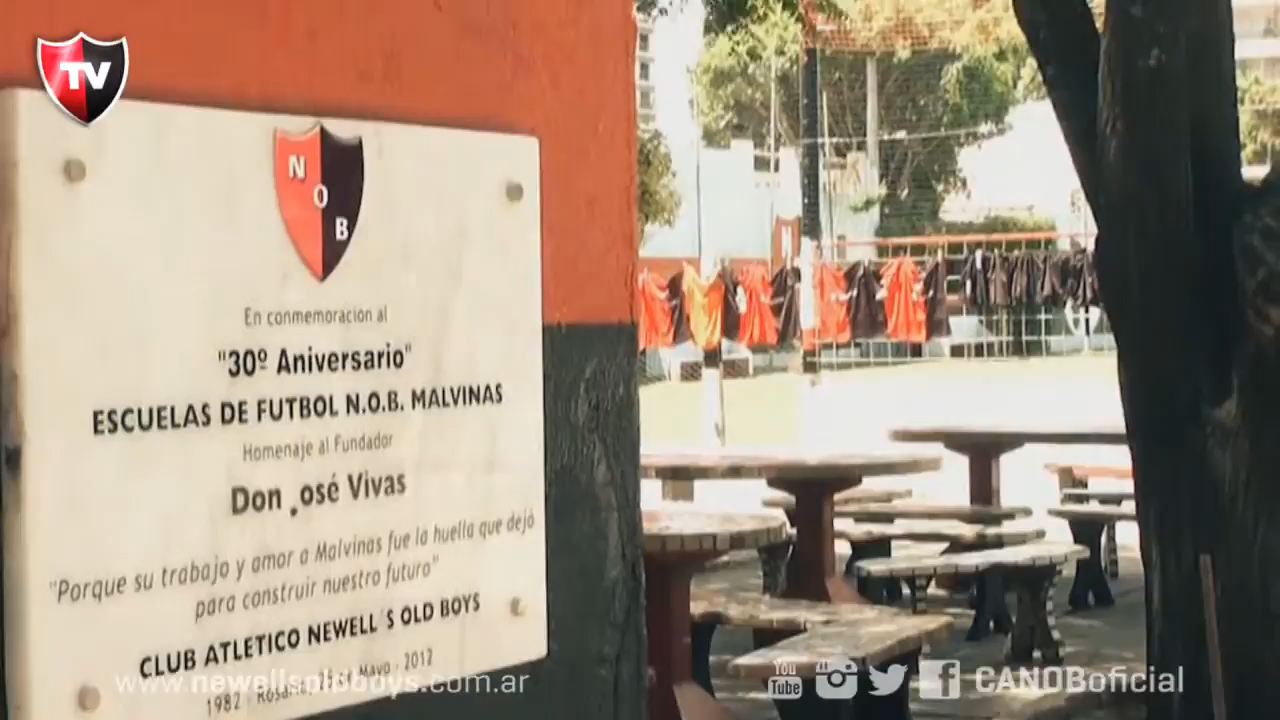 TV
N
O
B
En conmemoración al
"30º Aniversario"
ESCUELAS DE FUTBOL N.O.B. MALVINAS
Homenaje al Fundador
Don osé Vivas
"Porque su trabajo y amor a Malvinas fue la huella que dejó
para construir nuestro futuro"
CLUB ATLETICO NEWELL´S OLD BOYS
1982 - Mayo - 2012
www.newellsoldboys.com.ar
You Tube
CANOBoficial
N